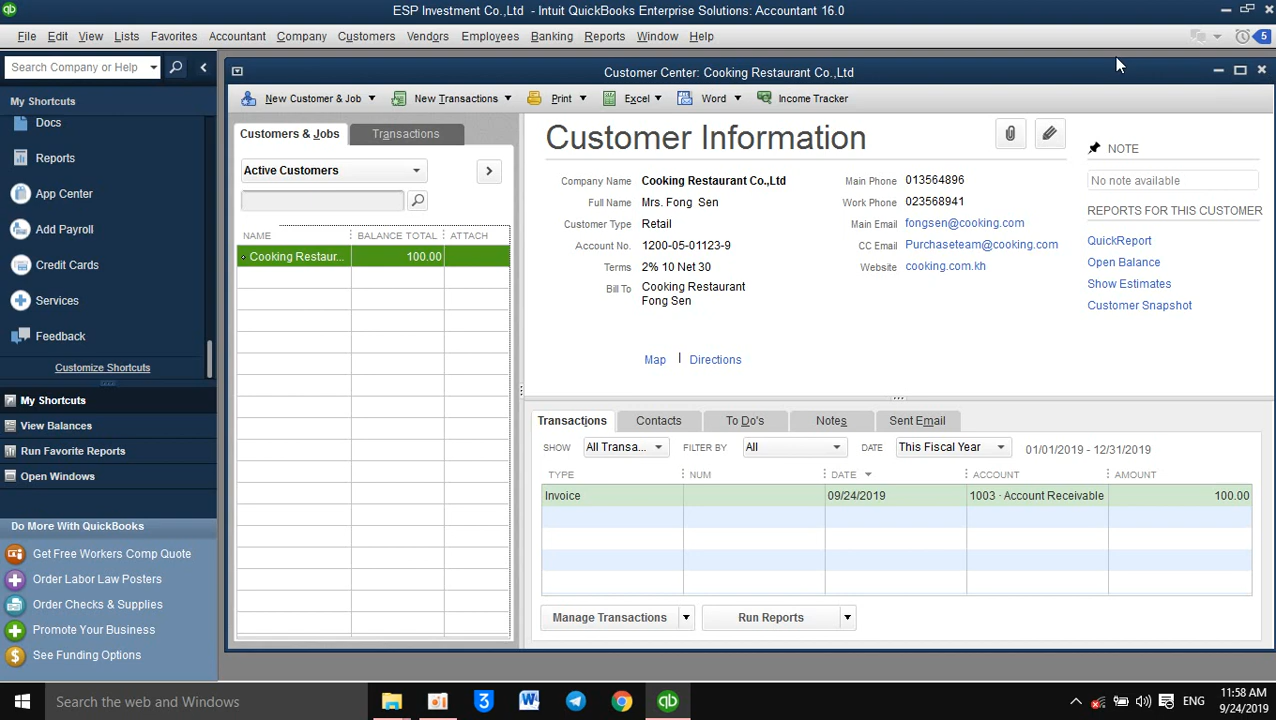 ESP Investment Co.,Ltd - Intuit QuickBooks Enterprise Solutions: Accountant 16.0
File Edit View Lists Favorites Accountant Company Customers Vendors Employees Banking Reports Window Help 5
Search Company or Help
Customer Center: Cooking Restaurant Co.,Ltd
My Shortcuts
Docs
Reports
App Center
Add Payroll
Credit Cards
Services
Feedback
Customize Shortcuts
My Shortcuts
View Balances
Run Favorite Reports
Open Windows
Do More With QuickBooks
Get Free Workers Comp Quote
Order Labor Law Posters
Order Checks & Supplies
Promote Your Business
See Funding Options
New Customer & Job New Transactions Print Excel Word Income Tracker
Customers & Jobs Transactions
Active Customers
NAME BALANCE TOTAL ATTACH
Cooking Restaur... 100.00
Customer Information
Company Name Cooking Restaurant Co.,Ltd
Full Name Mrs. Fong Sen
Customer Type Retail
Account No. 1200-05-01123-9
Terms 2% 10 Net 30
Bill To Cooking Restaurant
Fong Sen
Main Phone 013564896
Work Phone 023568941
Main Email fongsen@cooking.com
CC Email Purchaseteam@cooking.com
Website cooking.com.kh
Map Directions
NOTE
No note available
REPORTS FOR THIS CUSTOMER
QuickReport
Open Balance
Show Estimates
Customer Snapshot
Transactions Contacts To Do's Notes Sent Email
SHOW All Transa... FILTER BY All DATE This Fiscal Year 01/01/2019 - 12/31/2019
TYPE NUM DATE ACCOUNT AMOUNT
Invoice 09/24/2019 1003 · Account Receivable 100.00
Manage Transactions Run Reports
Search the web and Windows
ENG
11:58 AM
9/24/2019